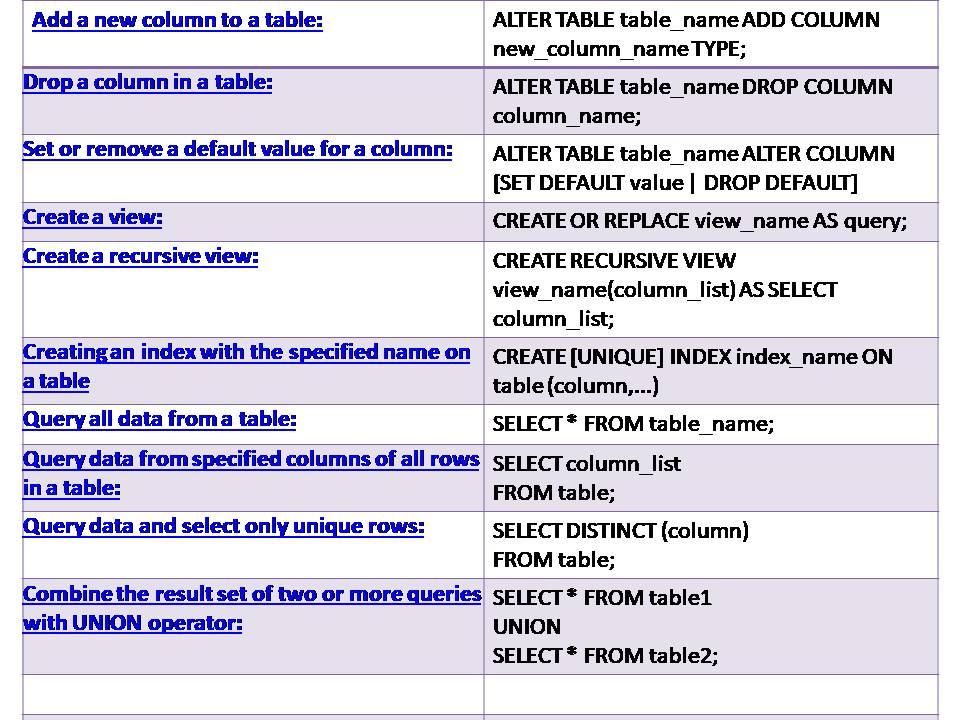 Add a new column to a table:
ALTER TABLE table_name ADD COLUMN
new_column_name TYPE;
Drop a column in a table:
ALTER TABLE table_name DROP COLUMN
column_name;
Set or remove a default value for a column:
ALTER TABLE table_name ALTER COLUMN
[SET DEFAULT value | DROP DEFAULT]
Create a view:
CREATE OR REPLACE view_name AS query;
Create a recursive view:
CREATE RECURSIVE VIEW
view_name(column_list) AS SELECT
column_list;
Creating an index with the specified name on
a table
CREATE [UNIQUE] INDEX index_name ON
table (column,...)
Query all data from a table:
SELECT * FROM table_name;
Query data from specified columns of all rows
in a table:
SELECT column_list
FROM table;
Query data and select only unique rows:
SELECT DISTINCT (column)
FROM table;
Combine the result set of two or more queries
with UNION operator:
SELECT * FROM table1
UNION
SELECT * FROM table2;